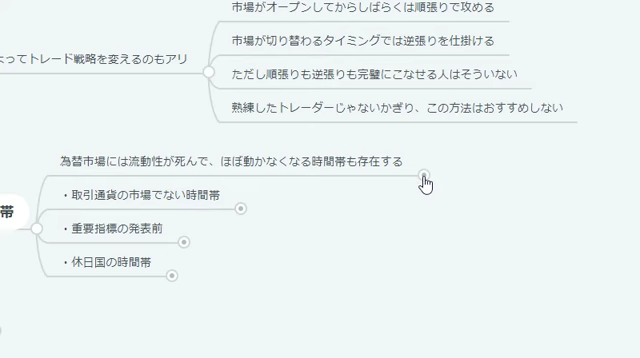 市場がオープンしてからしばらくは順張りで攻める
市場が切り替わるタイミングでは逆張りを仕掛ける
よってトレード戦略を変えるのもアリ
ただし順張りも逆張りも完璧にこなせる人はそういない
熟練したトレーダーじゃないかぎり、この方法はおすすめしない
為替市場には流動性が死んで、ほぼ動かなくなる時間帯も存在する
・取引通貨の市場でない時間帯
帯
・重要指標の発表前
・休日国の時間帯